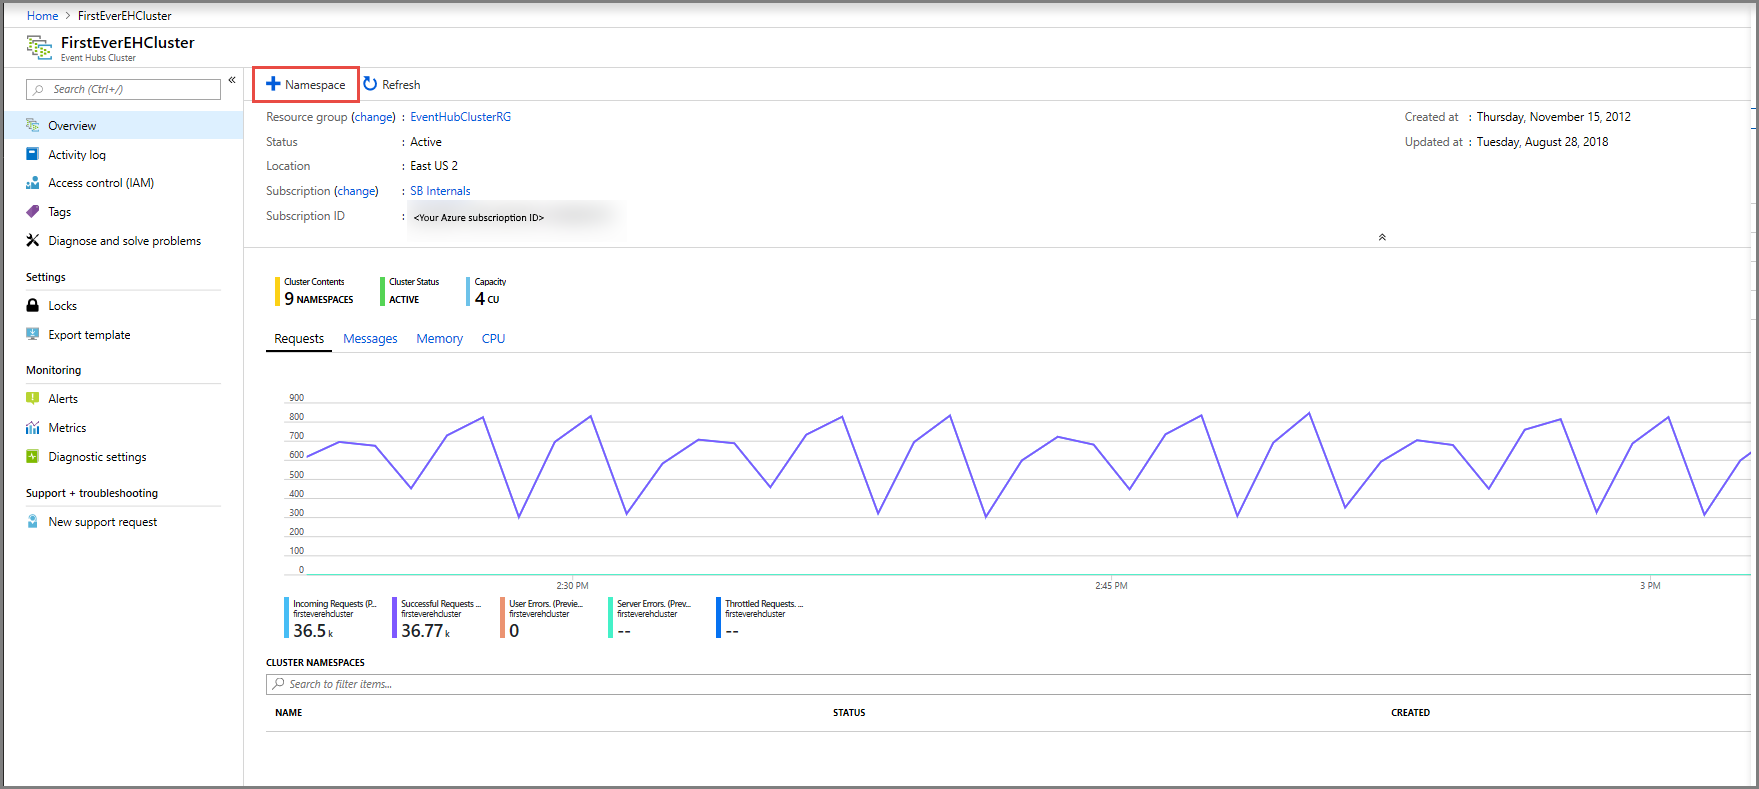 Home > FirstEverEHCluster
FirstEverEHCluster
Event Hubs Cluster
Search (Ctrl+/)
«
Overview
Activity log
Access control (IAM)
Tags
Diagnose and solve problems
Settings
Locks
Export template
Monitoring
Alerts
Metrics
Diagnostic settings
Support + troubleshooting
New support request
+ Namespace Refresh
Resource group (change) : EventHubClusterRG
Status : Active
Location : East US 2
Subscription (change) : SB Internals
Subscription ID : <Your Azure subscrioption ID>
Created at : Thursday, November 15, 2012
Updated at : Tuesday, August 28, 2018
Cluster Contents
9 NAMESPACES
Cluster Status
ACTIVE
Capacity
4 CU
Requests Messages Memory CPU
900
800
700
600
500
400
300
200
100
0
2:30 PM 2:45 PM 3 PM
Incoming Requests (P...
firsteverehcluster
36.5 k
Successful Requests ...
firsteverehcluster
36.77 k
User Errors. (Previe...
firsteverehcluster
0
Server Errors. (Prev...
firsteverehcluster
--
Throttled Requests. ...
firsteverehcluster
--
CLUSTER NAMESPACES
Search to filter items...
NAME STATUS CREATED